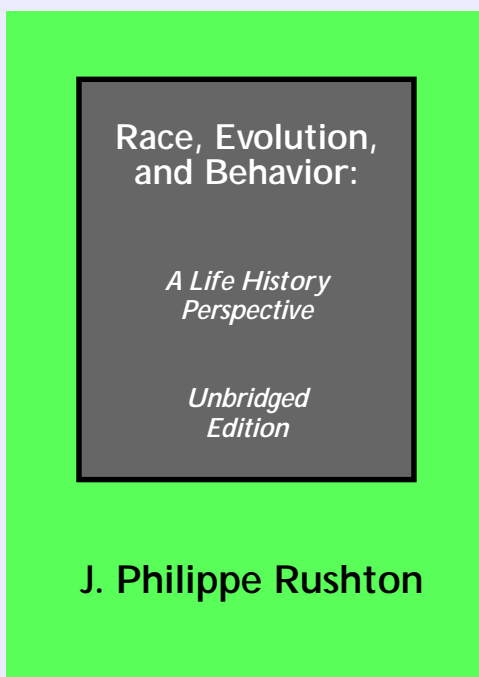 Race, Evolution,
and Behavior:
A Life History
Perspective
Unbridged
Edition
J. Philippe Rushton